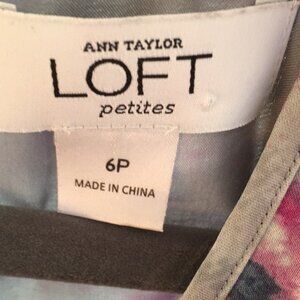 ANN TAYLOR
LOFT
petites
6P
MADE IN CHINA